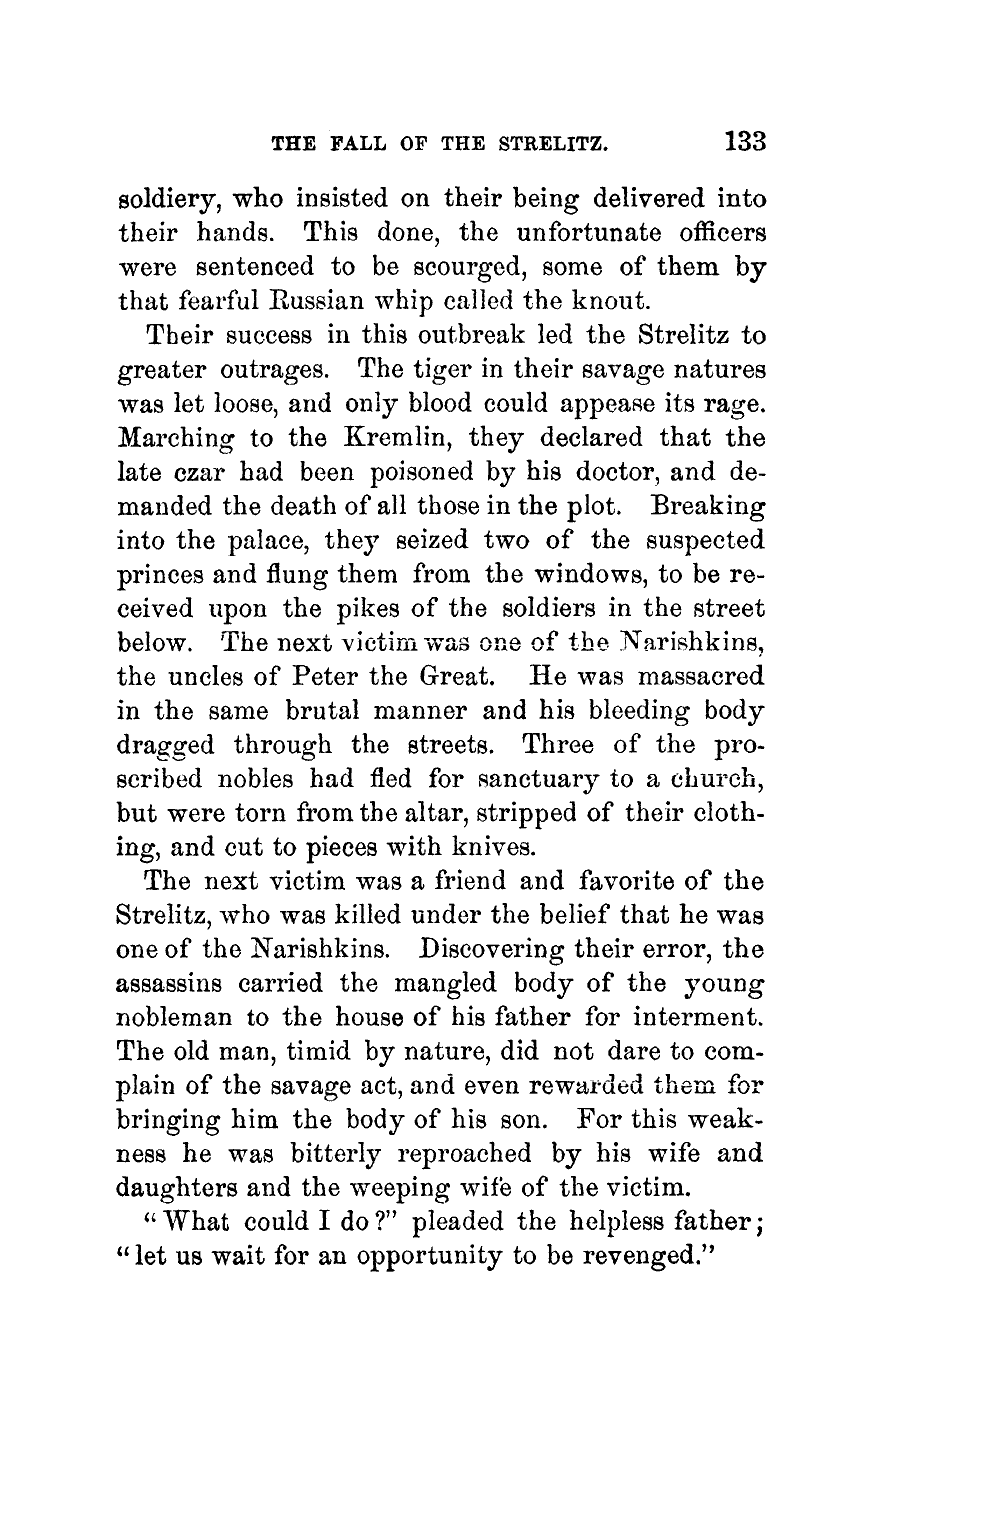 THE FALL OF THE STRELITZ. 133
soldiery, who insisted on their being delivered into
their hands. This done, the unfortunate officers
were sentenced to be scourged, some of them by
that fearful Russian whip called the knout.
Their success in this outbreak led the Strelitz to
greater outrages. The tiger in their savage natures
was let loose, and only blood could appease its rage.
Marching to the Kremlin, they declared that the
late czar had been poisoned by his doctor, and de-
manded the death of all those in the plot. Breaking
into the palace, they seized two of the suspected
princes and flung them from the windows, to be re-
ceived upon the pikes of the soldiers in the street
below. The next victim was one of the Narishkins,
the uncles of Peter the Great. He was massacred
in the same brutal manner and his bleeding body
dragged through the streets. Three of the pro-
scribed nobles had fled for sanctuary to a church,
but were torn from the altar, stripped of their cloth-
ing, and cut to pieces with knives.
The next victim was a friend and favorite of the
Strelitz, who was killed under the belief that he was
one of the Narishkins. Discovering their error, the
assassins carried the mangled body of the young
nobleman to the house of his father for interment.
The old man, timid by nature, did not dare to com-
plain of the savage act, and even rewarded them for
bringing him the body of his son. For this weak-
ness he was bitterly reproached by his wife and
daughters and the weeping wife of the victim.
"What could I do?" pleaded the helpless father;
"let us wait for an opportunity to be revenged."